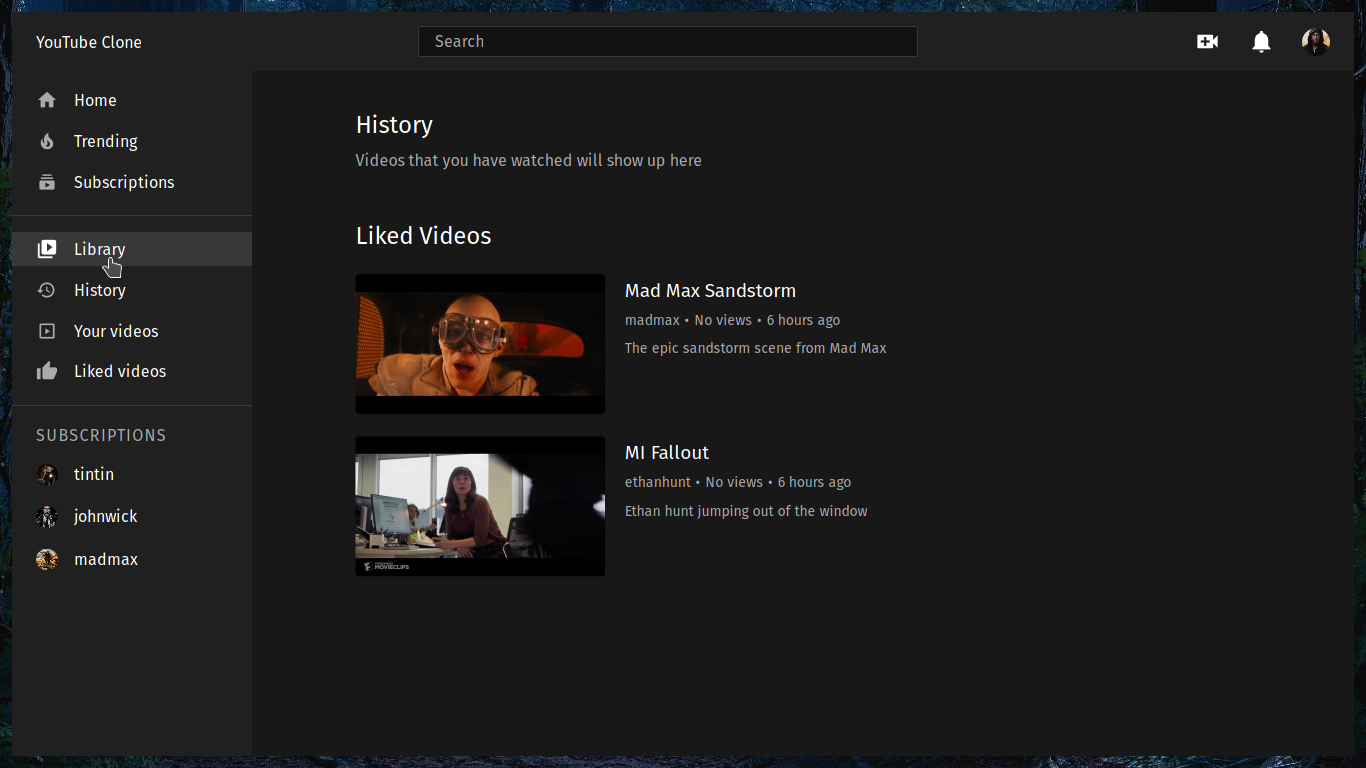 YouTube Clone
Search
Home
Trending
Subscriptions
Library
History
Your videos
Liked videos
SUBSCRIPTIONS
tintin
johnwick
madmax
History
Videos that you have watched will show up here
Liked Videos
Mad Max Sandstorm
madmax • No views • 6 hours ago
The epic sandstorm scene from Mad Max
MI Fallout
ethanhunt • No views • 6 hours ago
Ethan hunt jumping out of the window
MOVIECLIPS